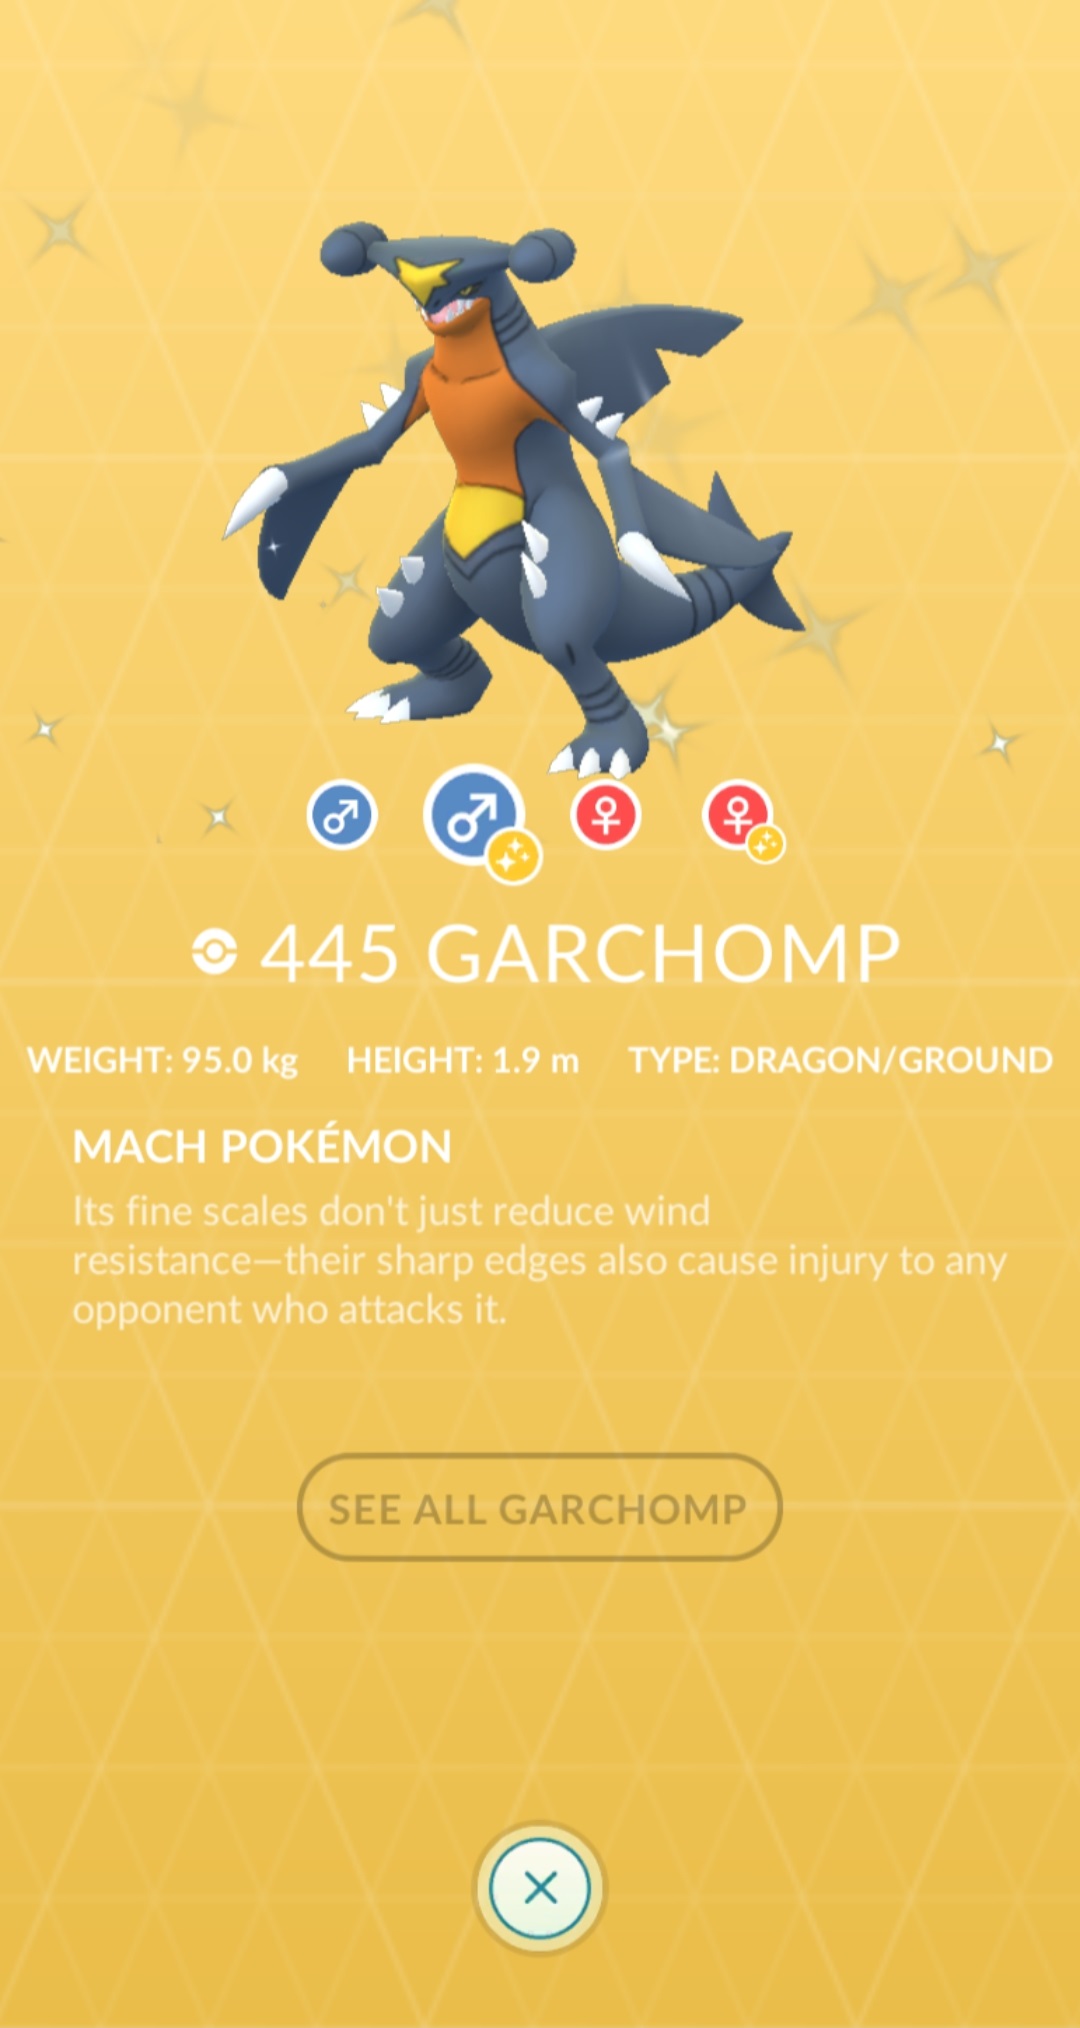 445 GARCHOMP
WEIGHT: 95.0 kg HEIGHT: 1.9 m TYPE: DRAGON/GROUND
MACH POKÉMON
Its fine scales don't just reduce wind
resistance—their sharp edges also cause injury to any
opponent who attacks it.
SEE ALL GARCHOMP